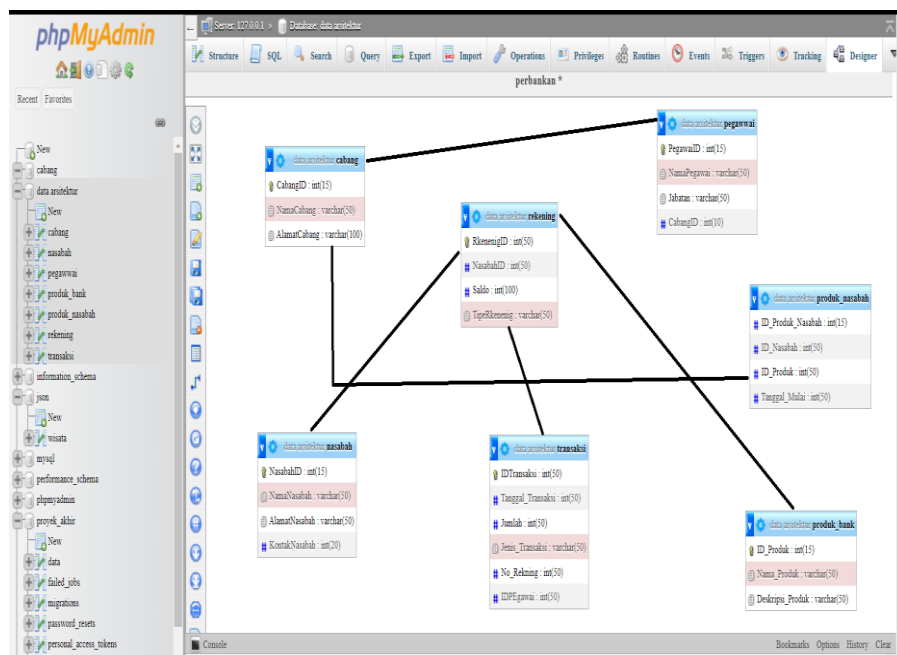 phpMyAdmin
Recent Favorites
New
cabang
data arsitektur
New
cabang
nasabah
pegawwai
produk_bank
produk_nasabah
rekening
transaksi
information_schema
json
New
wisata
mysql
performance_schema
phpmyadmin
proyek_akhir
New
data
failed_jobs
migrations
password_resets
personal_access_tokens
Server: 127.0.0.1 » Database: data arsitektur
Structure SQL Search Query Export Import Operations Privileges Routines Events Triggers Tracking Designer
perbankan *
data arsitektur cabang
CabangID : int(15)
NamaCabang : varchar(50)
AlamatCabang : varchar(100)
data arsitektur pegawwai
PegawaiID : int(15)
NamaPegawai : varchar(50)
Jabatan : varchar(50)
CabangID : int(10)
data arsitektur rekening
RkenenigID : int(50)
NasabahID : int(50)
Saldo : int(100)
TipeRkenenig : varchar(50)
data arsitektur produk_nasabah
ID_Produk_Nasabah : int(15)
ID_Nasabah : int(50)
ID_Produk : int(50)
Tanggal_Mulai : int(50)
data arsitektur nasabah
NasabahID : int(15)
NamaNasabah : varchar(50)
AlamatNasabah : varchar(50)
KontakNasabah : int(20)
data arsitektur transaksi
IDTransaksi : int(50)
Tanggal_Transaksi : int(50)
Jumlah : int(50)
Jenis_Transaksi : varchar(50)
No_Rekning : int(50)
IDPEgawai : int(50)
data arsitektur produk_bank
ID_Produk : int(15)
Nama_Produk : varchar(50)
Deskripsi_Produk : varchar(50)
Console Bookmarks Options History Clear